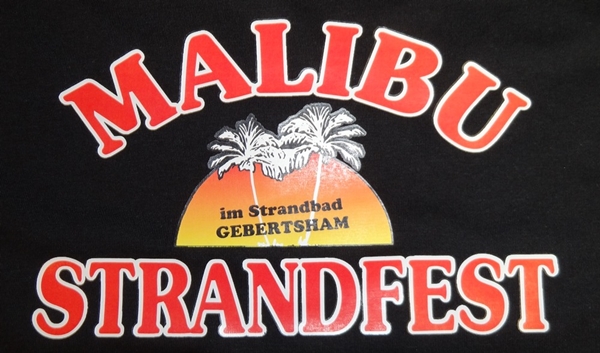 MALIBU
im Strandbad
GEBERTSHAM
STRANDFEST